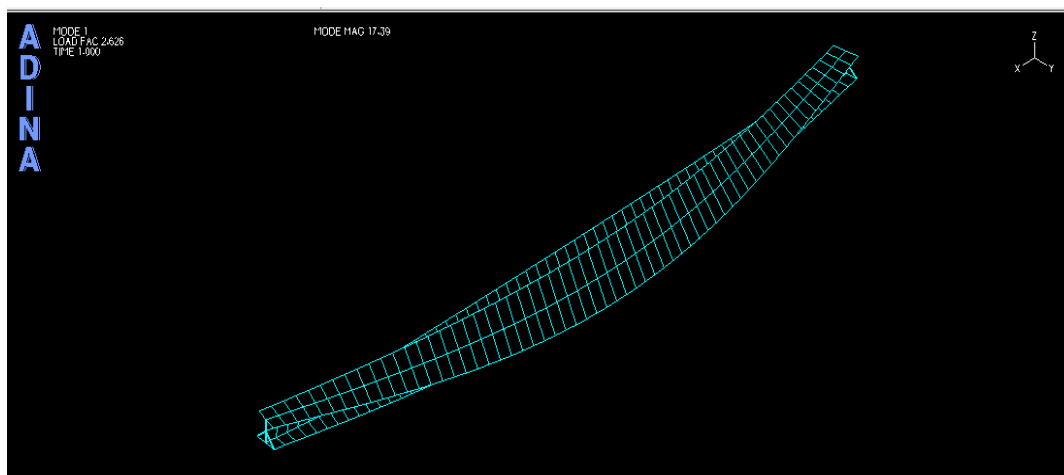 ADINA
MODE 1
LOAD FAC 2.626
TIME 1.000
MODE MAG 17.39
Z
X
Y